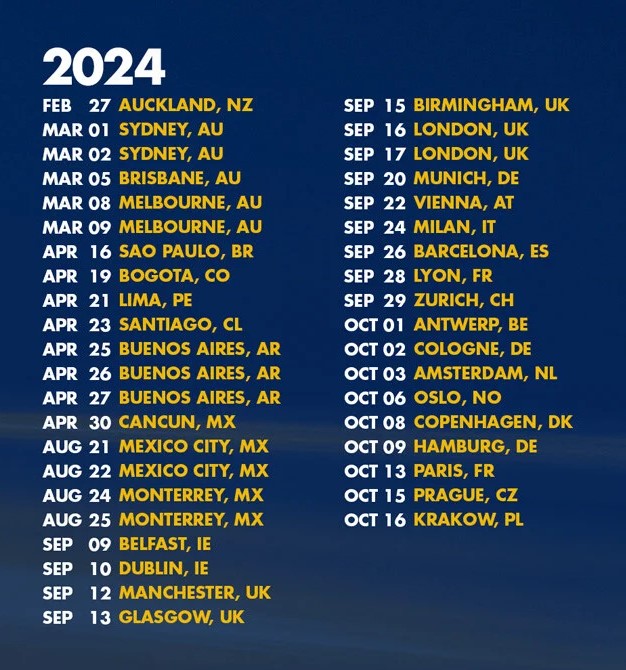 2024
FEB 27 AUCKLAND, NZ
MAR 01 SYDNEY, AU
MAR 02 SYDNEY, AU
MAR 05 BRISBANE, AU
MAR 08 MELBOURNE, AU
MAR 09 MELBOURNE, AU
APR 16 SAO PAULO, BR
APR 19 BOGOTA, CO
APR 21 LIMA, PE
APR 23 SANTIAGO, CL
APR 25 BUENOS AIRES, AR
APR 26 BUENOS AIRES, AR
APR 27 BUENOS AIRES, AR
APR 30 CANCUN, MX
AUG 21 MEXICO CITY, MX
AUG 22 MEXICO CITY, MX
AUG 24 MONTERREY, MX
AUG 25 MONTERREY, MX
SEP 09 BELFAST, IE
SEP 10 DUBLIN, IE
SEP 12 MANCHESTER, UK
SEP 13 GLASGOW, UK
SEP 15 BIRMINGHAM, UK
SEP 16 LONDON, UK
SEP 17 LONDON, UK
SEP 20 MUNICH, DE
SEP 22 VIENNA, AT
SEP 24 MILAN, IT
SEP 26 BARCELONA, ES
SEP 28 LYON, FR
SEP 29 ZURICH, CH
OCT 01 ANTWERP, BE
OCT 02 COLOGNE, DE
OCT 03 AMSTERDAM, NL
OCT 06 OSLO, NO
OCT 08 COPENHAGEN, DK
OCT 09 HAMBURG, DE
OCT 13 PARIS, FR
OCT 15 PRAGUE, CZ
OCT 16 KRAKOW, PL